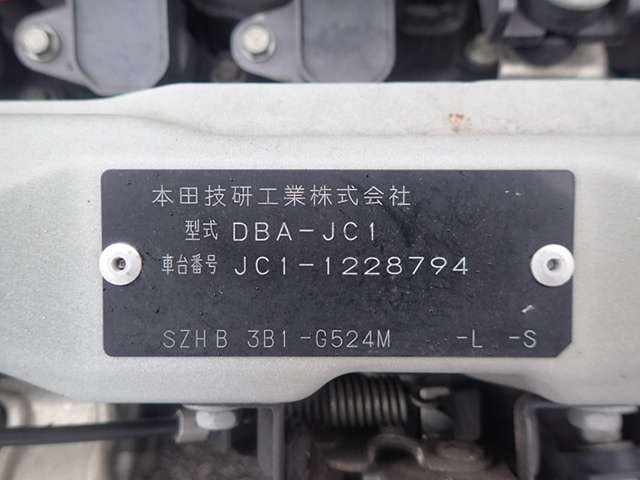 本田技研工業株式会社
型式 DBA-JC1
車台番号 JC1-1228794
SZH B 3B1-G524M -L -S